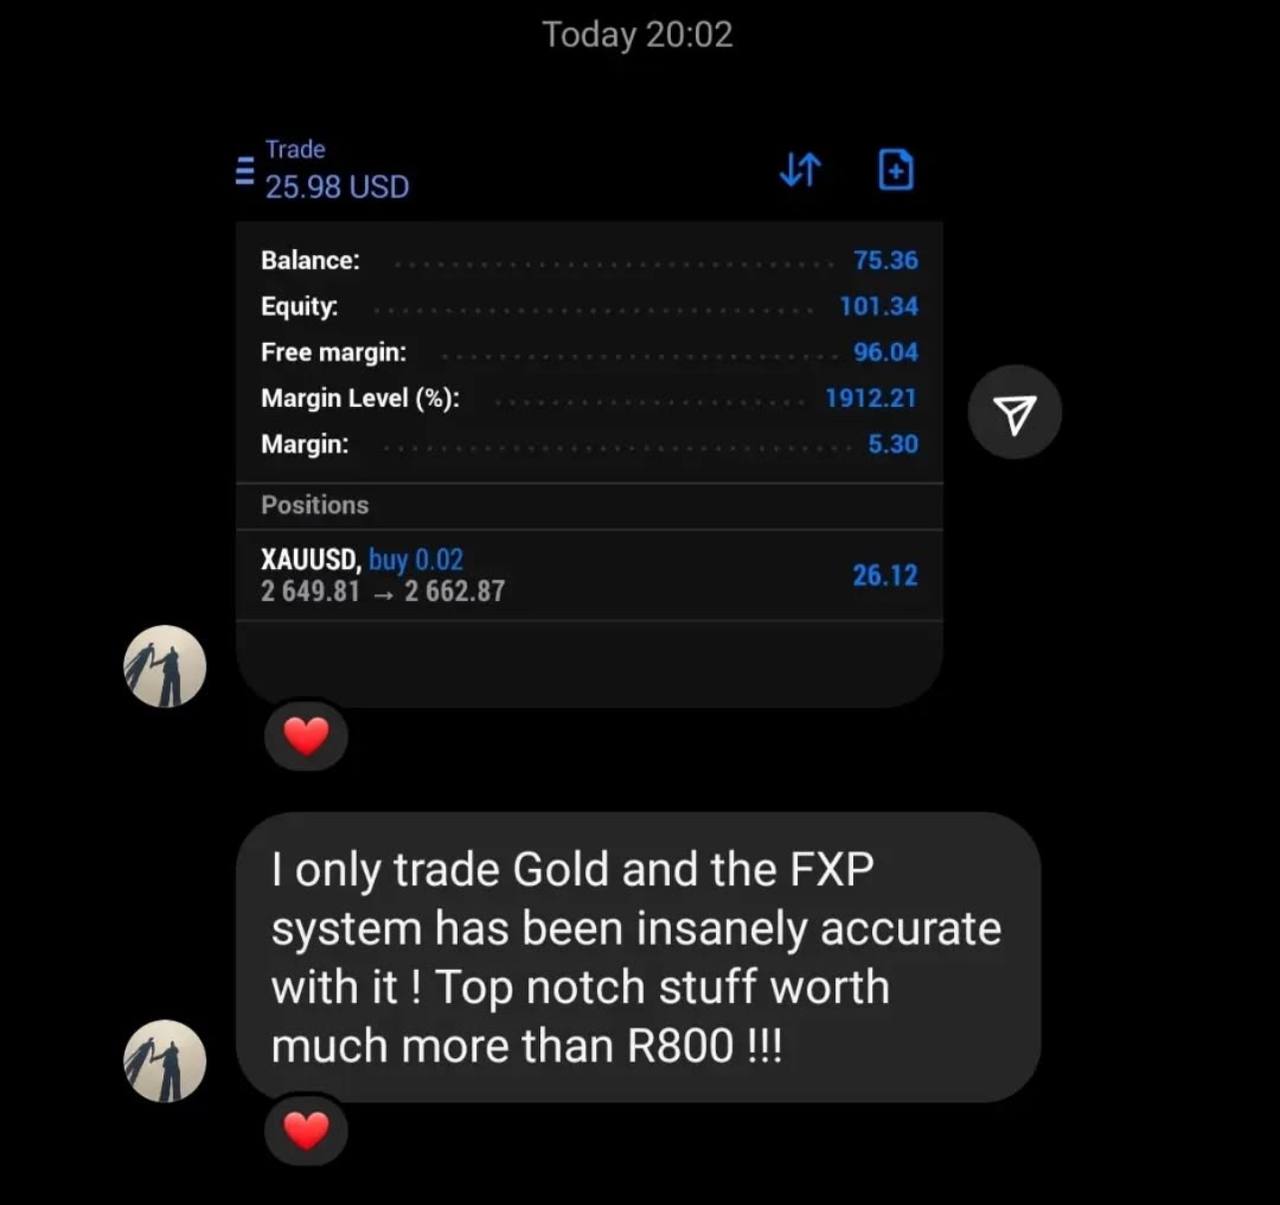 Today 20:02
Trade
25.98 USD
Balance: 75.36
Equity: 101.34
Free margin: 96.04
Margin Level (%): 1912.21
Margin: 5.30
Positions
XAUUSD, buy 0.02
2 649.81 → 2 662.87
26.12
I only trade Gold and the FXP
system has been insanely accurate
with it ! Top notch stuff worth
much more than R800 !!!